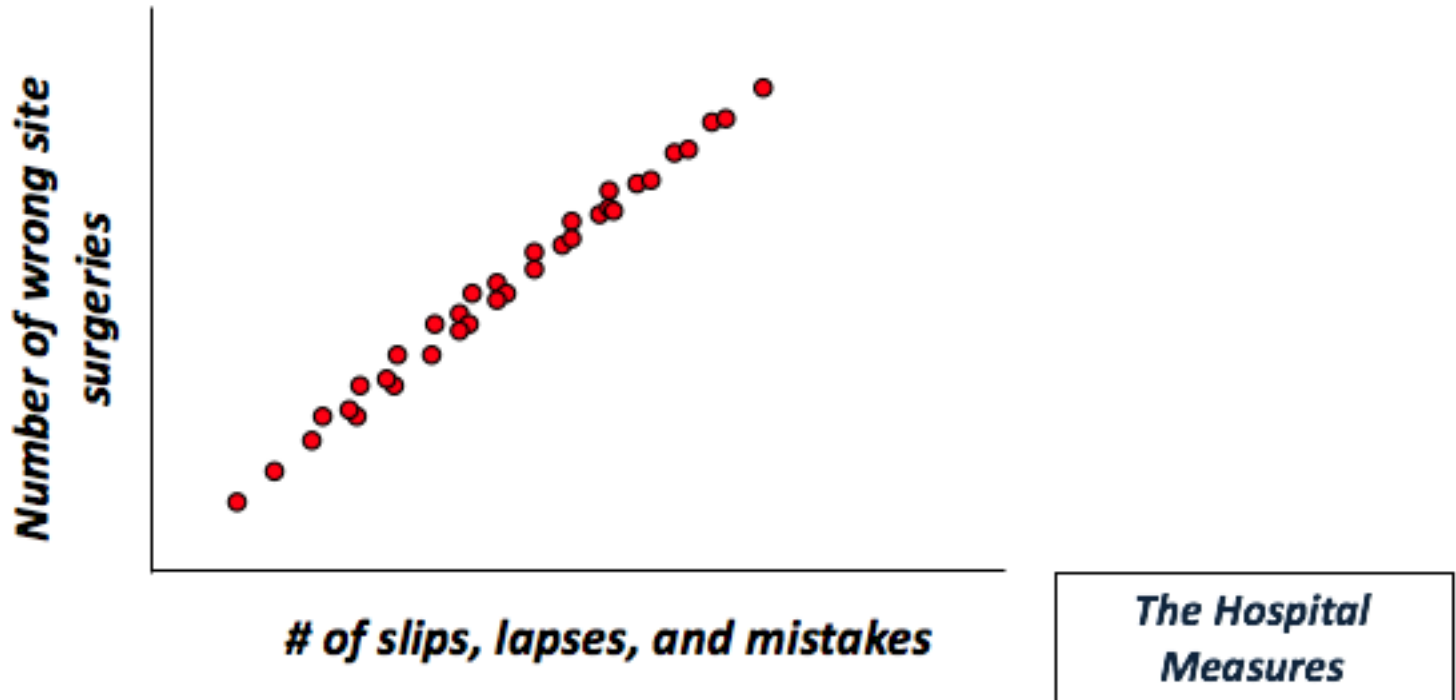 Number of wrong site
surgeries
# of slips, lapses, and mistakes
The Hospital
Measures